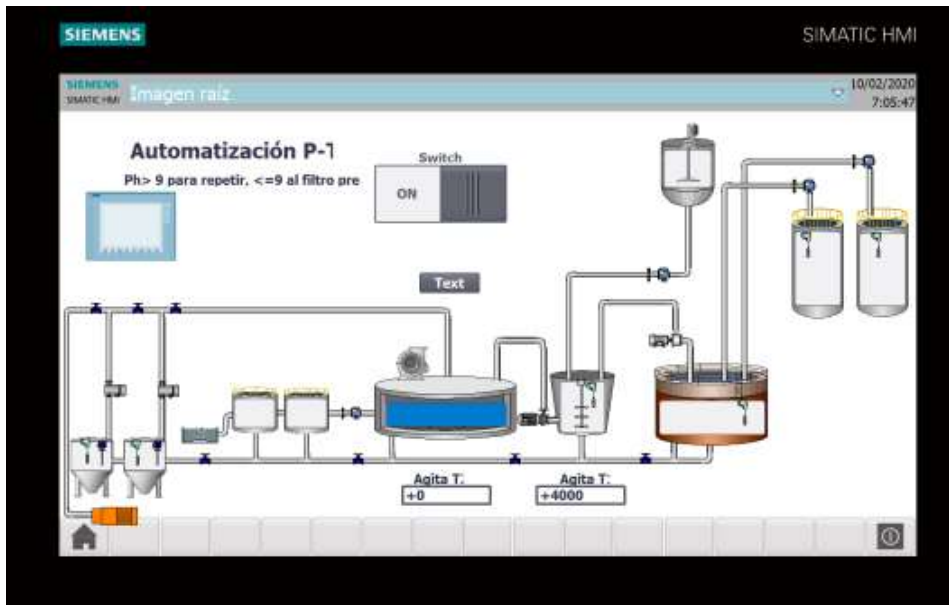 SIEMENS
SIMATIC HMI
SIEMENS
SIMATIC HMI
Imagen raíz
10/02/2020
7:05:47
Automatización P-T
Ph> 9 para repetir. <=9 al filtro pre
Switch
ON
Text
Agita T.
+0
Agita T.
+4000